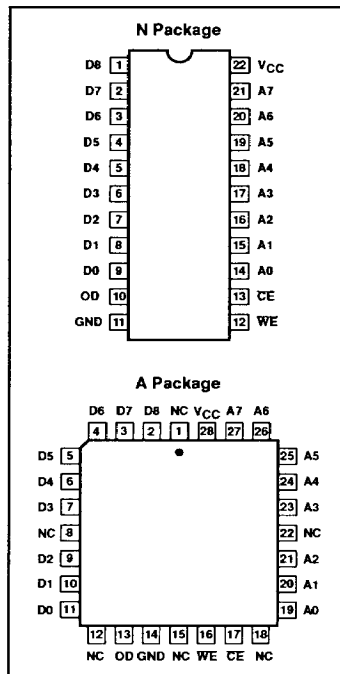 N Package
D8 1 22 VCC
D7 2 21 A7
D6 3 20 A6
D5 4 19 A5
D4 5 18 A4
D3 6 17 A3
D2 7 16 A2
D1 8 15 A1
D0 9 14 A0
OD 10 13 C̅E̅
GND 11 12 W̅E̅
A Package
D6 D7 D8 NC VCC A7 A6
4 3 2 1 28 27 26
D5 5 25 A5
D4 6 24 A4
D3 7 23 A3
NC 8 22 NC
D2 9 21 A2
D1 10 20 A1
D0 11 19 A0
12 13 14 15 16 17 18
NC OD GND NC W̅E̅ C̅E̅ NC